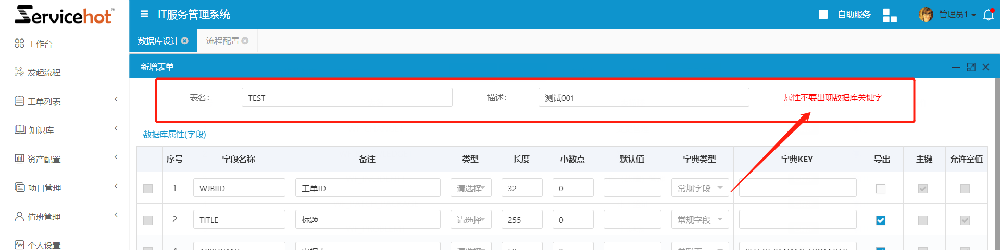 Servicehot®
IT服务管理系统
自助服务
管理员1
工作台
发起流程
工单列表
知识库
资产配置
项目管理
值班管理
个人设置
数据库设计
流程配置
新增表单
表名:
TEST
描述:
测试001
属性不要出现数据库关键字
数据库属性(字段)
序号 字段名称 备注 类型 长度 小数点 默认值 字典类型 字典KEY 导出 主键 允许空值
1 WJBIID 工单ID 请选择 32 0 常规字段
2 TITLE 标题 请选择 255 0 常规字段